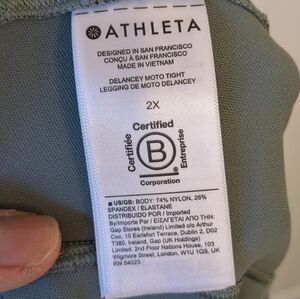 ATHLETA
DESIGNED IN SAN FRANCISCO
CONÇU À SAN FRANCISCO
MADE IN VIETNAM
DELANCEY MOTO TIGHT
LEGGING DE MOTO DELANCEY
2X
Certified
Certifiée
B
Entreprise
Corporation
US/GB: BODY: 74% NYLON, 26%
SPANDEX / ELASTANE
DISTRIBUIDO POR / Imported
By/Importe Par / ΕΙΣΑΓΕΤΑΙ ΑΠΟ ΤΗΝ:
Gap Stores (Ireland) Limited c/o Arthur
Cox, 10 Earlsfort Terrace, Dublin 2, D02
T380, Ireland, Gap (UK Holdings)
Limited, 2nd Floor Nations House, 103
Wigmore Street, London, W1U 1QS, UK
RN 54023